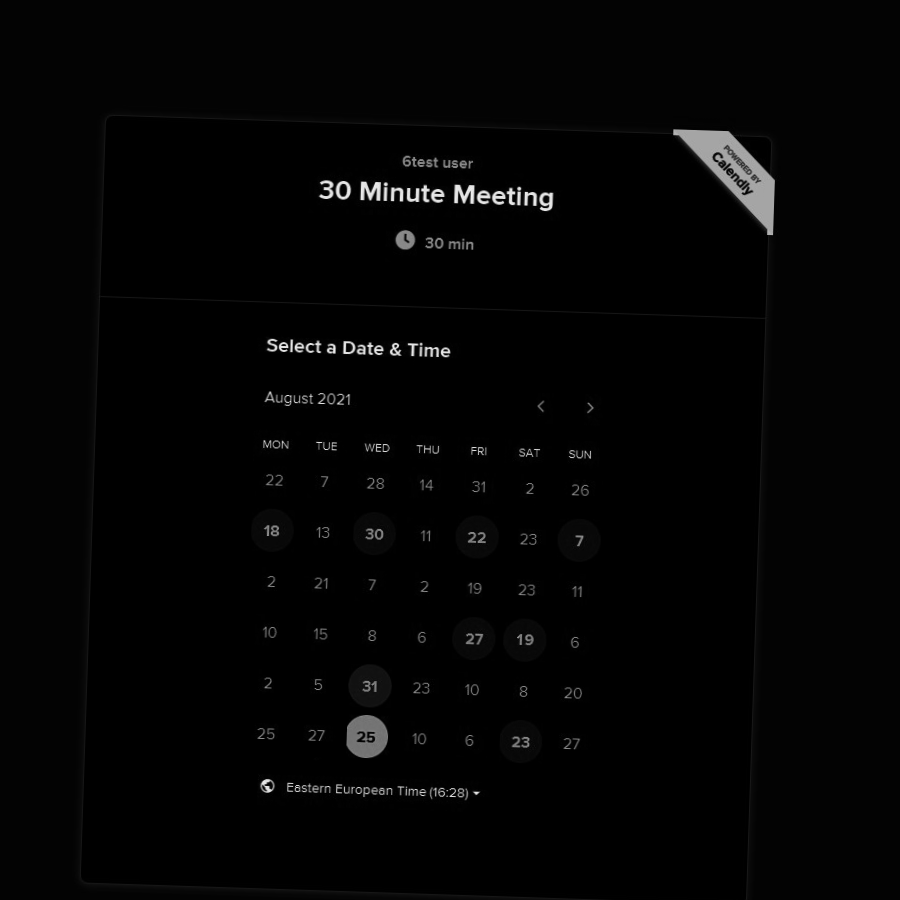 6test user
POWERED BY
Calendly
30 Minute Meeting
30 min
Select a Date & Time
August 2021
MON TUE WED THU FRI SAT SUN
22 7 28 14 31 2 26
18 13 30 11 22 23 7
2 21 7 2 19 23 11
10 15 8 6 27 19 6
2 5 31 23 10 8 20
25 27 25 10 6 23 27
Eastern European Time (16:28)